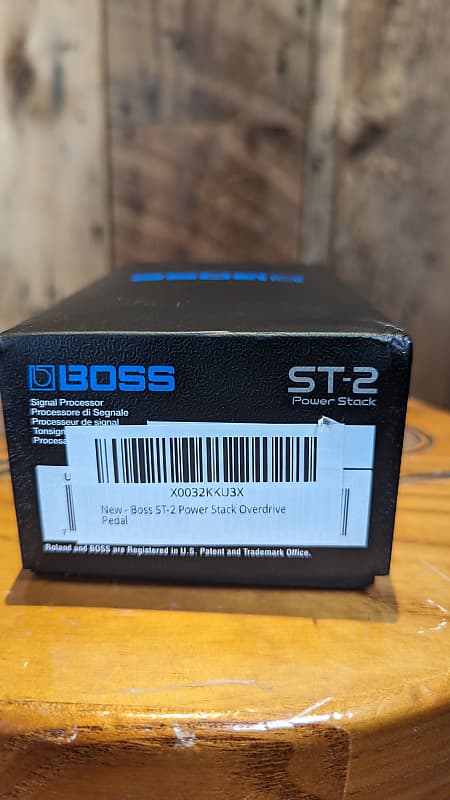 BOSS
ST-2
Power Stack
Signal Processor
Processore di Segnale
Processeur de signal
X0032KKU3X
New - Boss ST-2 Power Stack Overdrive
Pedal
U
7
Roland and BOSS are Registered in U.S. Patent and Trademark Office.